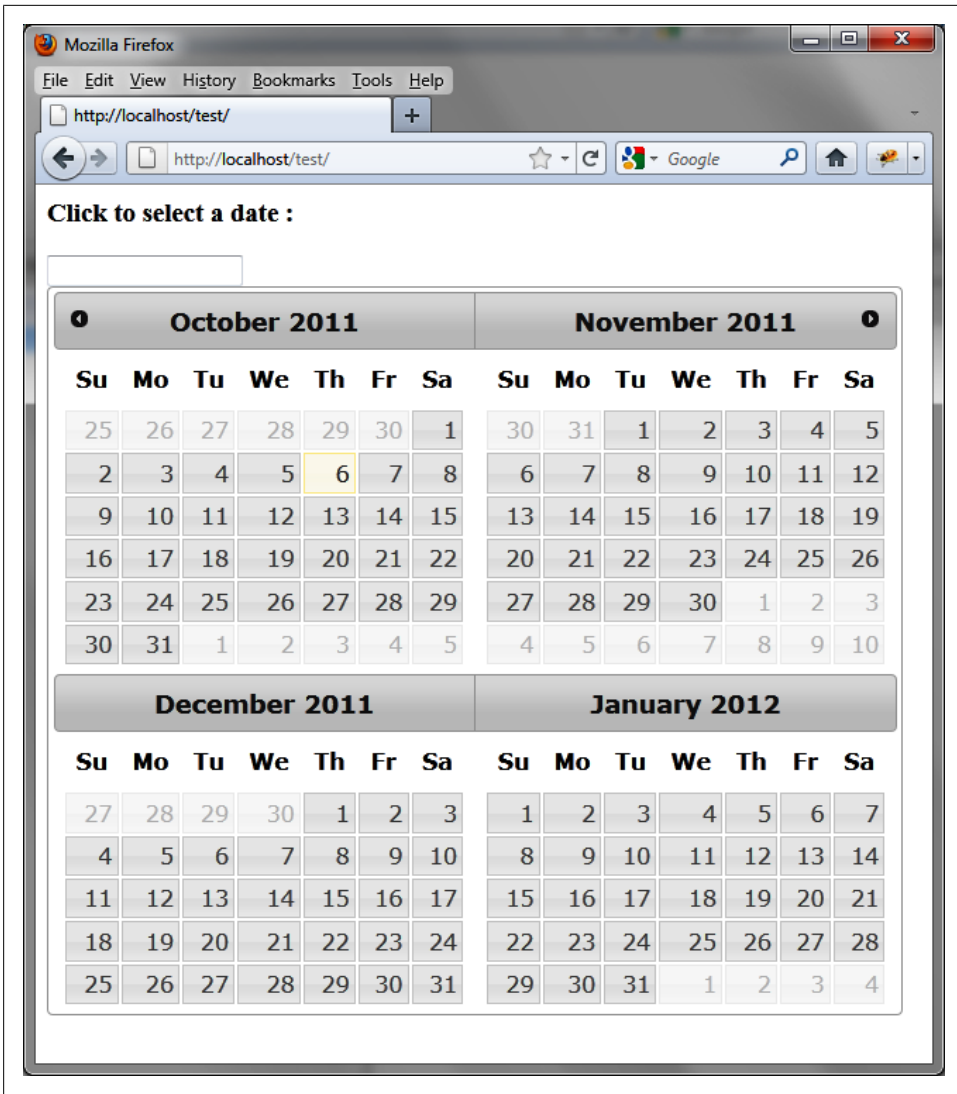 Mozilla Firefox
File Edit View History Bookmarks Tools Help
http://localhost/test/
http://localhost/test/ Google
Click to select a date :
October 2011 November 2011
Su Mo Tu We Th Fr Sa Su Mo Tu We Th Fr Sa
25 26 27 28 29 30 1 30 31 1 2 3 4 5
2 3 4 5 6 7 8 6 7 8 9 10 11 12
9 10 11 12 13 14 15 13 14 15 16 17 18 19
16 17 18 19 20 21 22 20 21 22 23 24 25 26
23 24 25 26 27 28 29 27 28 29 30 1 2 3
30 31 1 2 3 4 5 4 5 6 7 8 9 10
December 2011 January 2012
Su Mo Tu We Th Fr Sa Su Mo Tu We Th Fr Sa
27 28 29 30 1 2 3 1 2 3 4 5 6 7
4 5 6 7 8 9 10 8 9 10 11 12 13 14
11 12 13 14 15 16 17 15 16 17 18 19 20 21
18 19 20 21 22 23 24 22 23 24 25 26 27 28
25 26 27 28 29 30 31 29 30 31 1 2 3 4